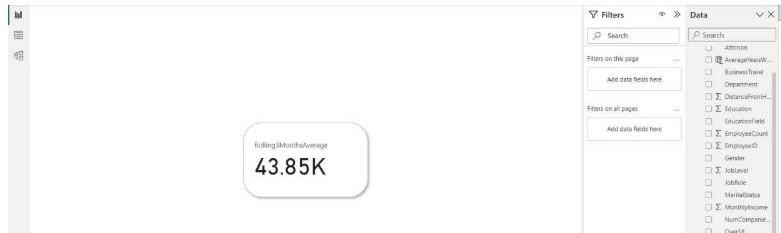 Filters
Search
Filters on this page
...
Add data fields here
Filters on all pages
...
Add data fields here
Data
Search
Attrition
AverageYearsW...
BusinessTravel
Department
DistanceFromH...
Education
EducationField
EmployeeCount
EmployeeID
Gender
JobLevel
JobRole
MaritalStatus
MonthlyIncome
NumCompanie...
Over18
Rolling3MonthsAverage
43.85K